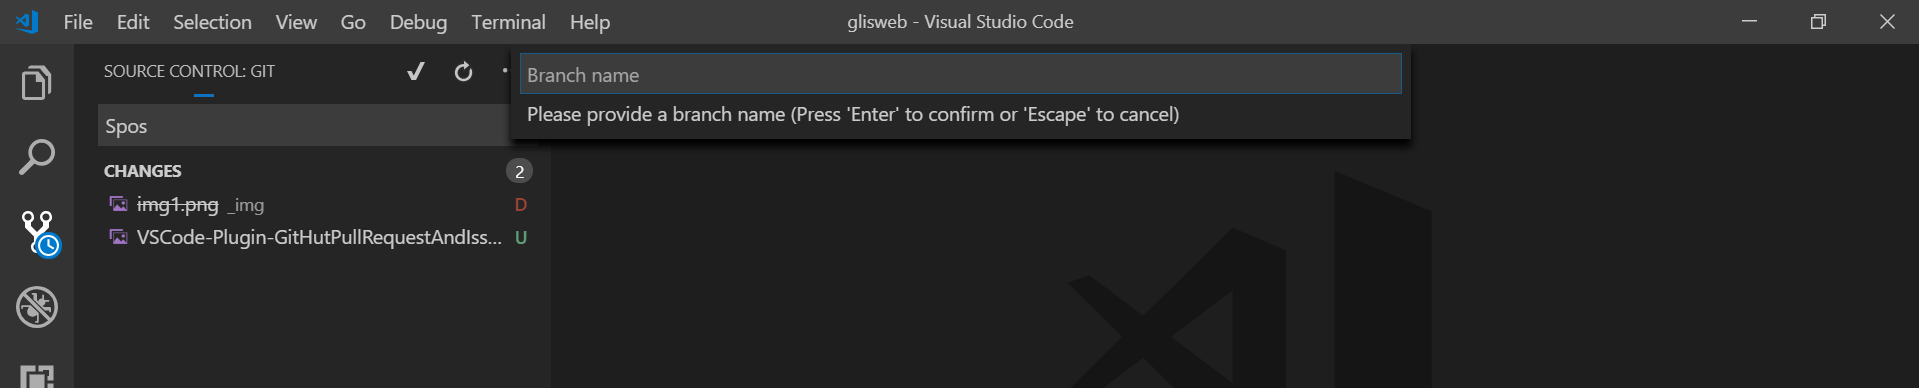 File Edit Selection View Go Debug Terminal Help glisweb - Visual Studio Code
SOURCE CONTROL: GIT
Branch name
Please provide a branch name (Press 'Enter' to confirm or 'Escape' to cancel)
Spos
CHANGES 2
img1.png _img D
VSCode-Plugin-GitHutPullRequestAndIss... U